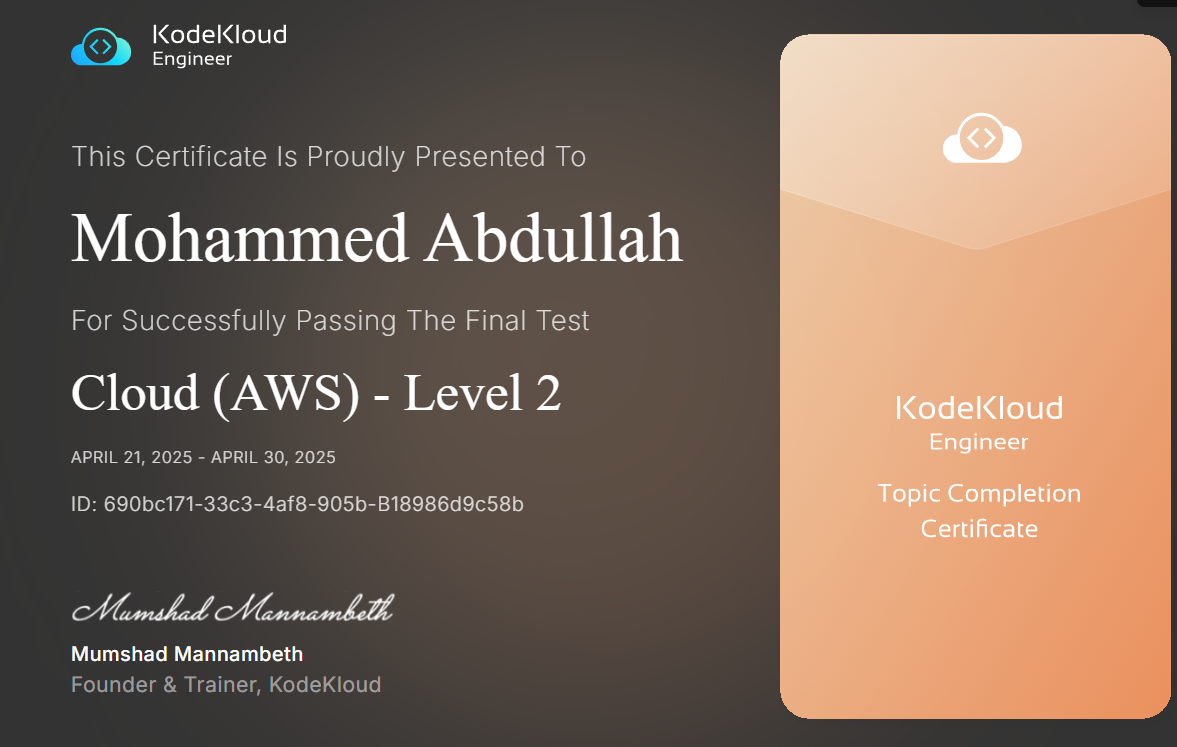 KodeKloud
Engineer
This Certificate Is Proudly Presented To
Mohammed Abdullah
For Successfully Passing The Final Test
Cloud (AWS) - Level 2
APRIL 21, 2025 - APRIL 30, 2025
ID: 690bc171-33c3-4af8-905b-B18986d9c58b
Mumshad Mannambeth
Mumshad Mannambeth
Founder & Trainer, KodeKloud
KodeKloud
Engineer
Topic Completion
Certificate